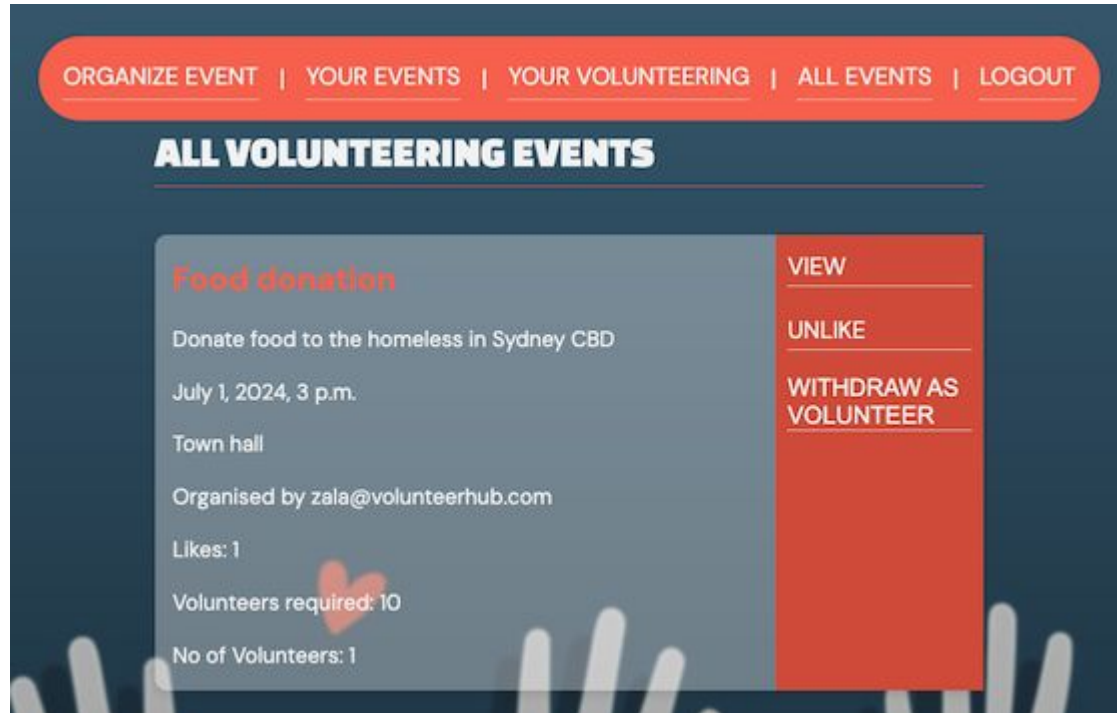 ORGANIZE EVENT | YOUR EVENTS | YOUR VOLUNTEERING | ALL EVENTS | LOGOUT
ALL VOLUNTEERING EVENTS
Food donation
Donate food to the homeless in Sydney CBD
July 1, 2024, 3 p.m.
Town hall
Organised by zala@volunteerhub.com
Likes: 1
Volunteers required: 10
No of Volunteers: 1
VIEW
UNLIKE
WITHDRAW AS
VOLUNTEER